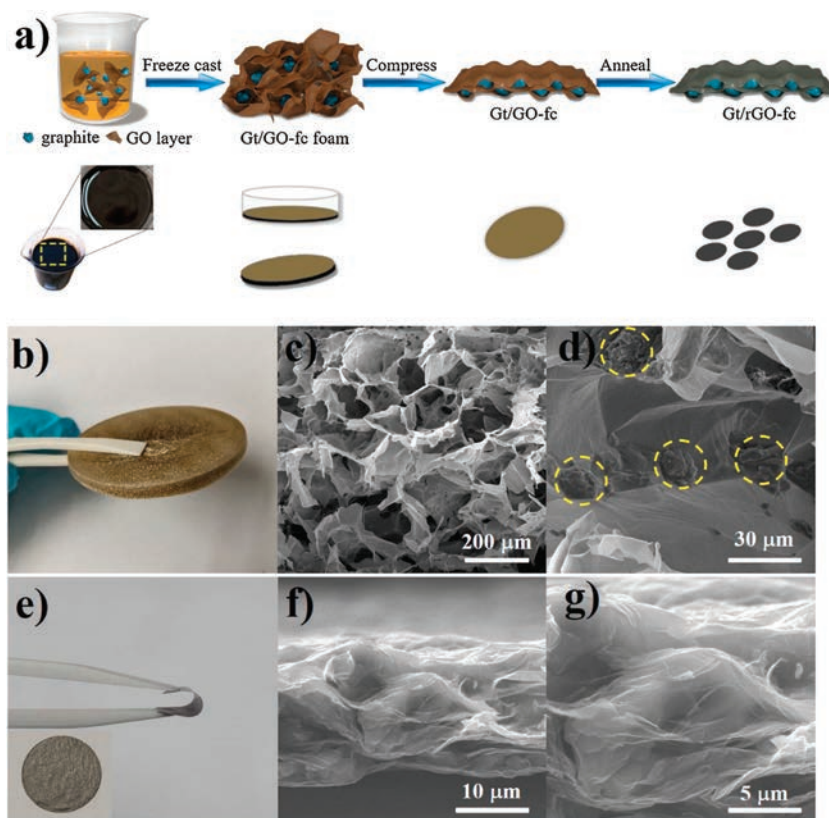 a)
Freeze cast
Compress
Anneal
graphite
GO layer
Gt/GO-fc foam
Gt/GO-fc
Gt/rGO-fc
b)
c)
200 μm
d)
30 μm
e)
f)
10 μm
g)
5 μm